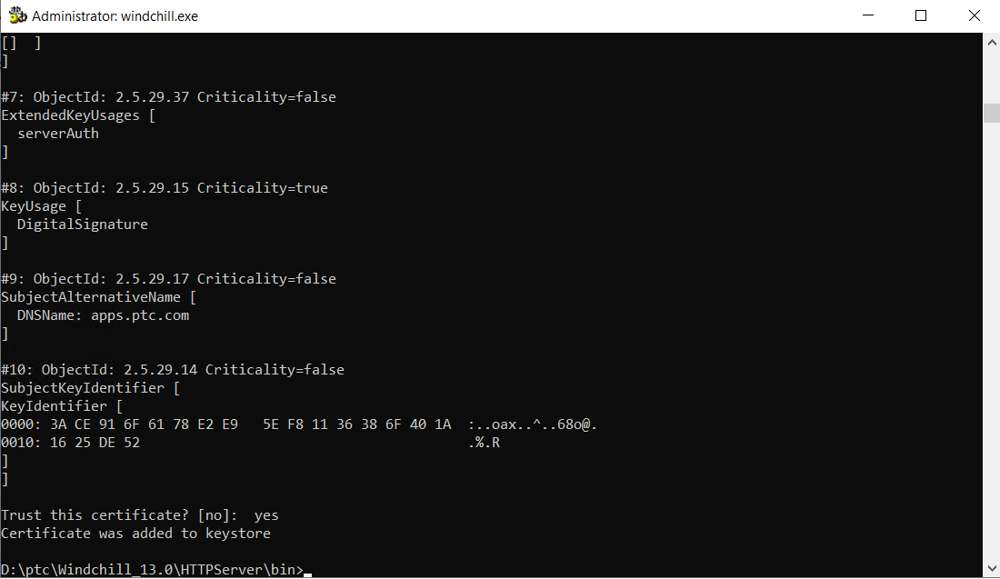 Administrator: windchill.exe
[]  ]
]
#7: ObjectId: 2.5.29.37 Criticality=false
ExtendedKeyUsages [
  serverAuth
]
#8: ObjectId: 2.5.29.15 Criticality=true
KeyUsage [
  DigitalSignature
]
#9: ObjectId: 2.5.29.17 Criticality=false
SubjectAlternativeName [
  DNSName: apps.ptc.com
]
#10: ObjectId: 2.5.29.14 Criticality=false
SubjectKeyIdentifier [
KeyIdentifier [
0000: 3A CE 91 6F 61 78 E2 E9   5E F8 11 36 38 6F 40 1A  :..oax..^..68o@.
0010: 16 25 DE 52                                        .%.R
]
]
Trust this certificate? [no]:  yes
Certificate was added to keystore
D:\ptc\Windchill_13.0\HTTPServer\bin>